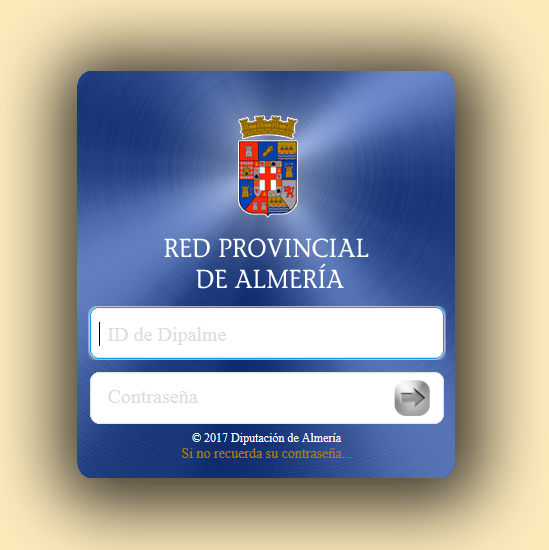 RED PROVINCIAL
DE ALMERÍA
ID de Dipalme
Contraseña
© 2017 Diputación de Almería
Si no recuerda su contraseña...